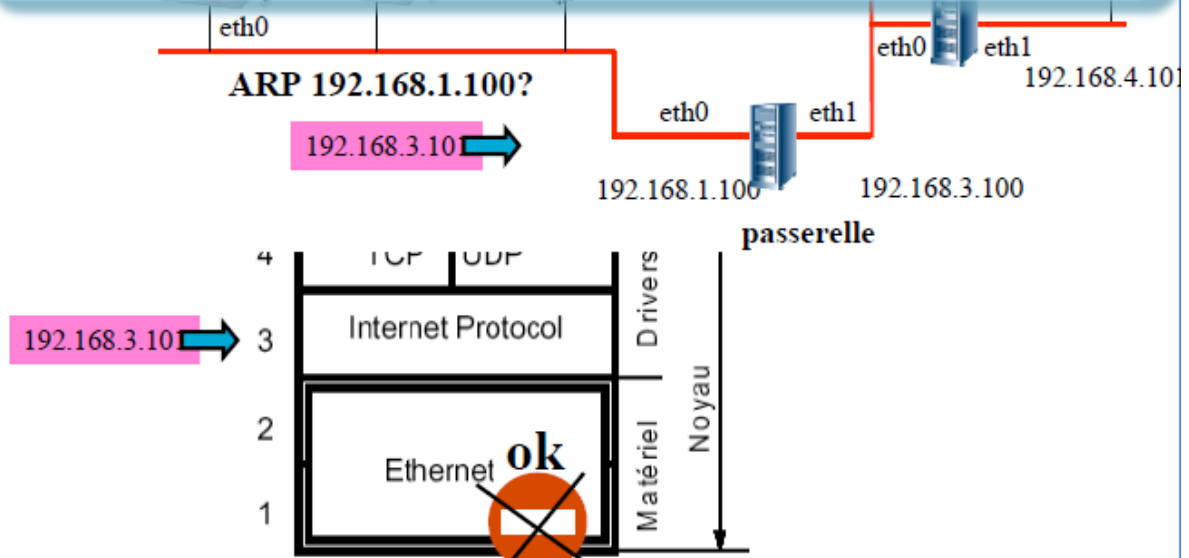 eth0
eth0 eth1
192.168.4.101
ARP 192.168.1.100?
eth0 eth1
192.168.3.101
192.168.1.100 192.168.3.100
passerelle
4 TCP UDP
Drivers
192.168.3.101
3 Internet Protocol
Noyau
2
Ethernet ok
Matériel
1